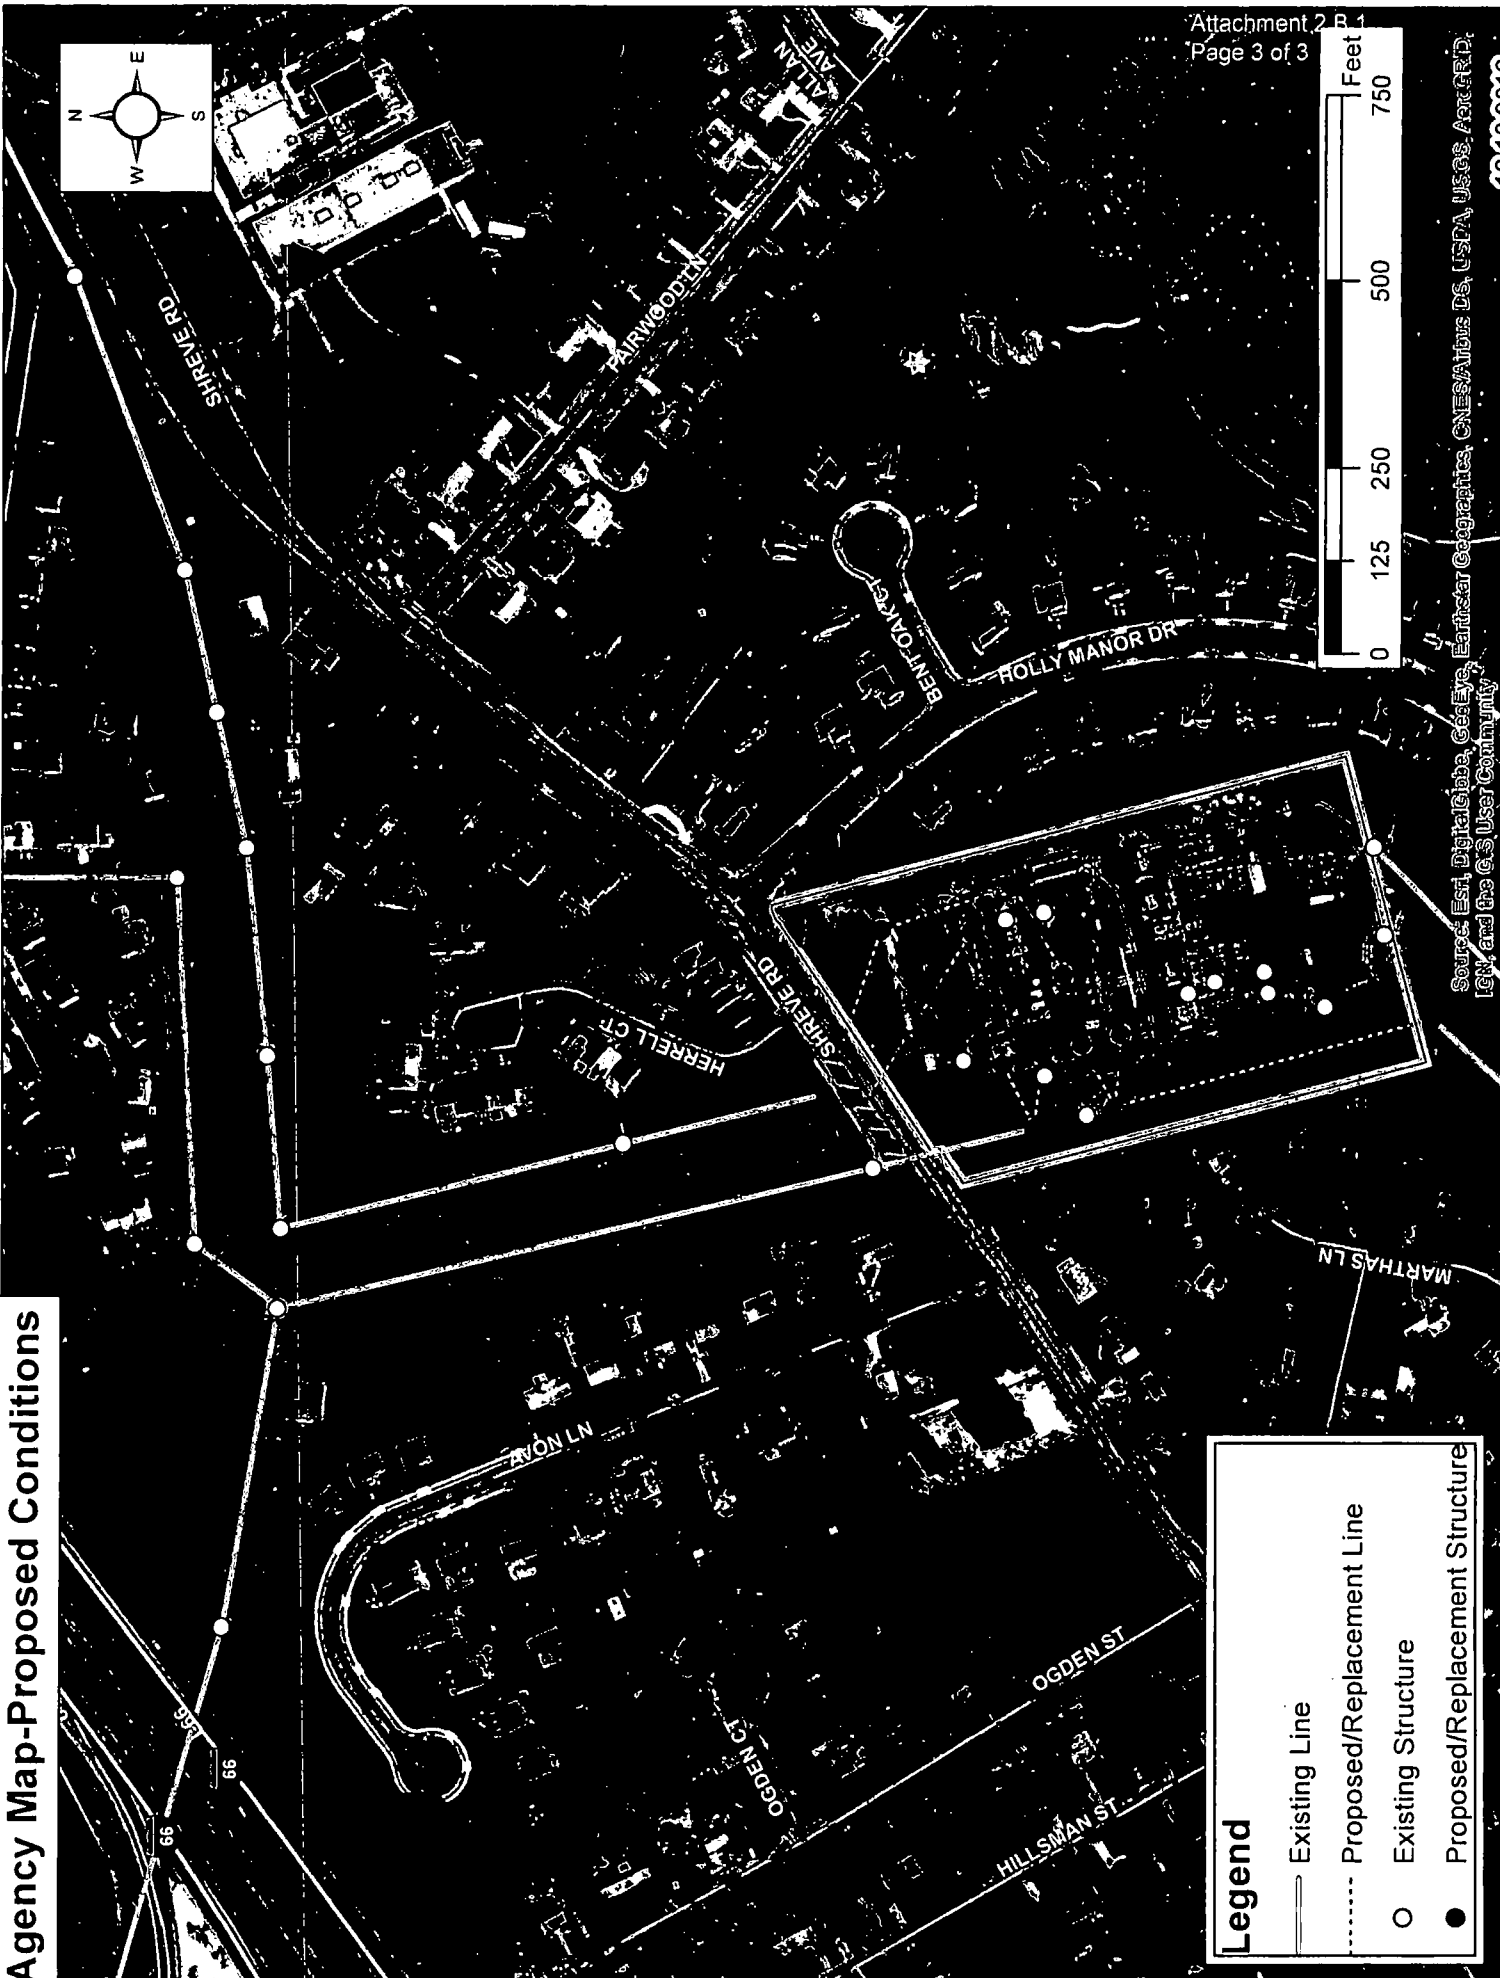 Agency Map-Proposed Conditions
Attachment 2.B.1
Page 3 of 3
N
W
E
S
SHREVE RD
ALLAN
AVE
FAIRWOOD LN
BENT OAK CT
HOLLY MANOR DR
HERRELL CT
SHREVE RD
AVON LN
66
66
66
OGDEN CT
OGDEN ST
HILLSMAN ST
MARTHAS LN
Feet
0
125
250
500
750
Legend
Existing Line
Proposed/Replacement Line
Existing Structure
Proposed/Replacement Structure
Source: Esri, DigitalGlobe, GeoEye, Earthstar Geographics, CNES/Airbus DS, USDA, USGS, AeroGRID,
IGN, and the GIS User Community